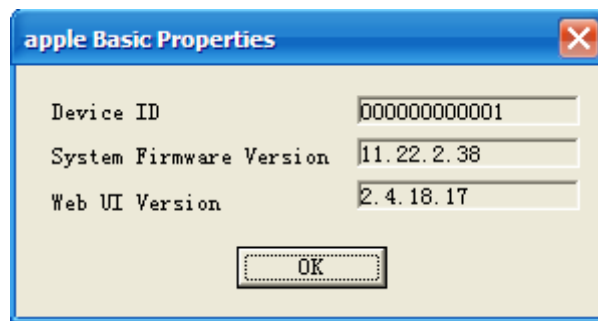 apple Basic Properties
Device ID 000000000001
System Firmware Version 11.22.2.38
Web UI Version 2.4.18.17
OK